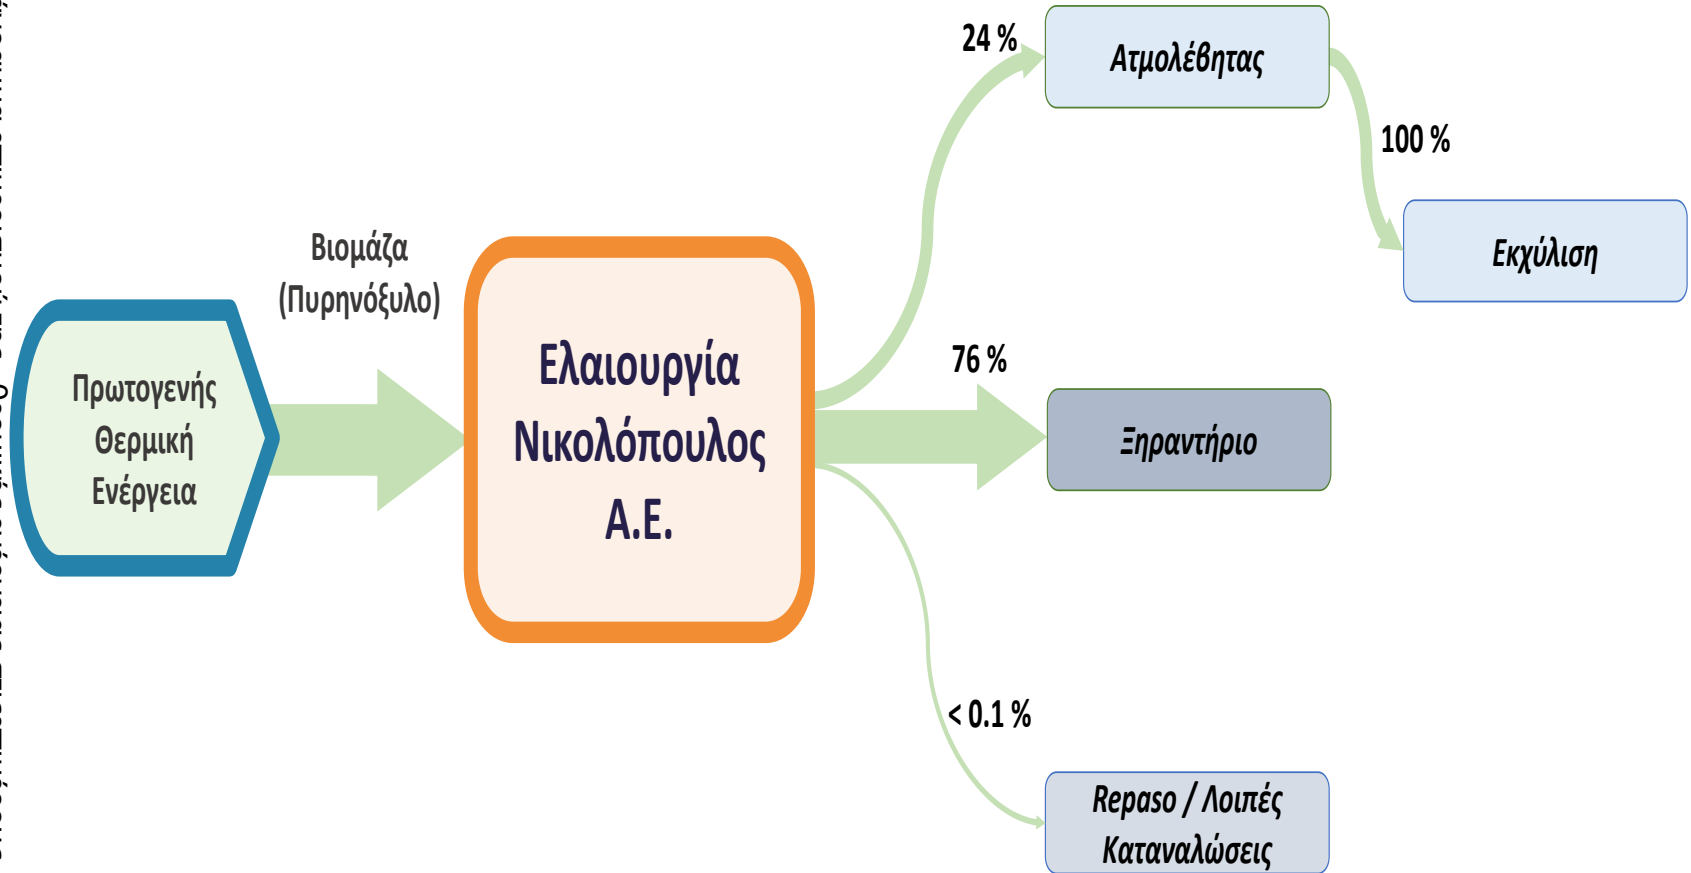 24 %
Ατμολέβητας
100 %
Εκχύλιση
Βιομάζα
(Πυρηνόξυλο)
Πρωτογενής
Θερμική
Ενέργεια
Ελαιουργία
Νικολόπουλος
Α.Ε.
76 %
Ξηραντήριο
< 0.1 %
Repaso / Λοιπές
Καταναλώσεις